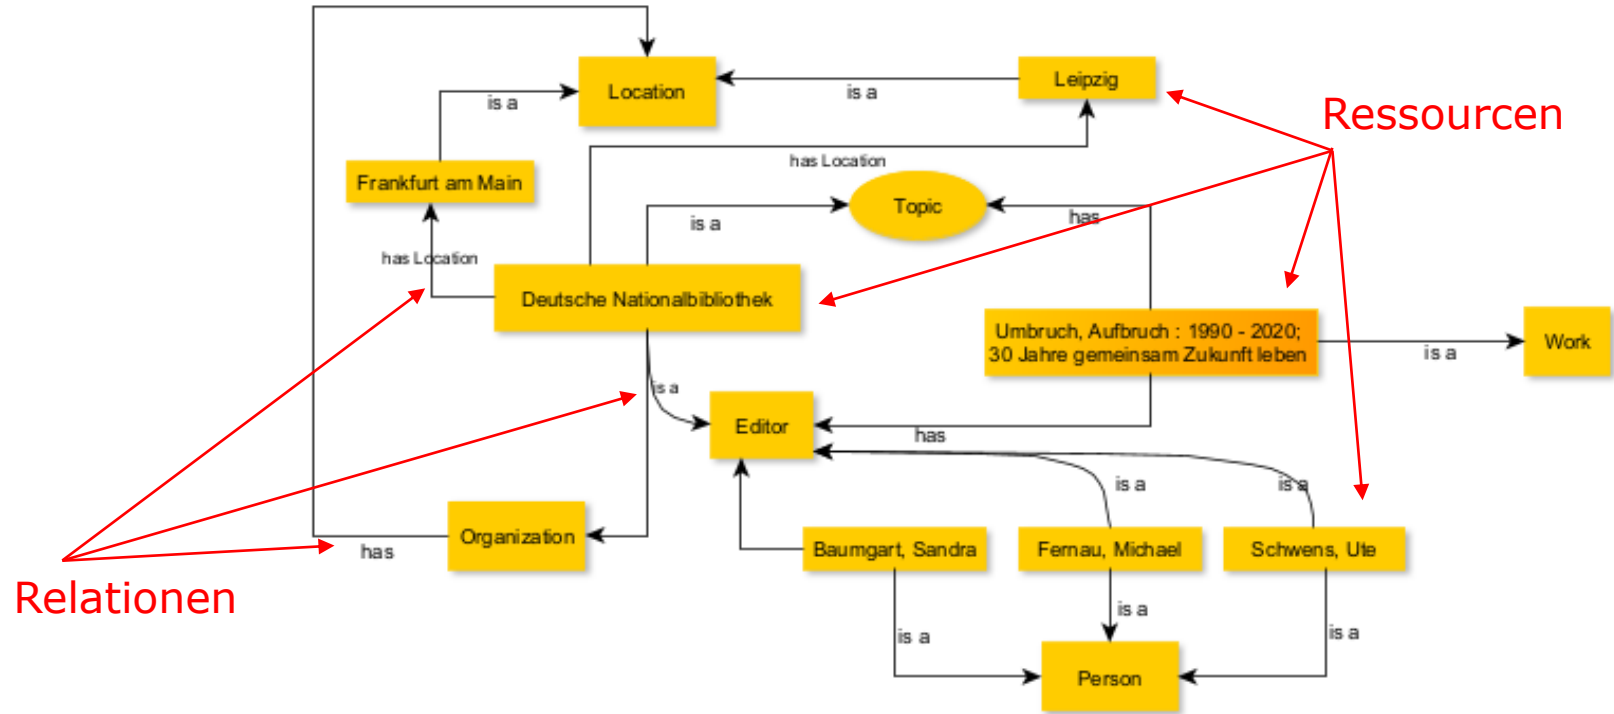 Location
Leipzig
is a
is a
Ressourcen
has Location
Frankfurt am Main
Topic
is a
has
has Location
Deutsche Nationalbibliothek
Umbruch, Aufbruch : 1990 - 2020;
30 Jahre gemeinsam Zukunft leben
Work
is a
is a
Editor
has
is a
is a
Organization
has
Baumgart, Sandra
Fernau, Michael
Schwens, Ute
Relationen
is a
is a
is a
Person